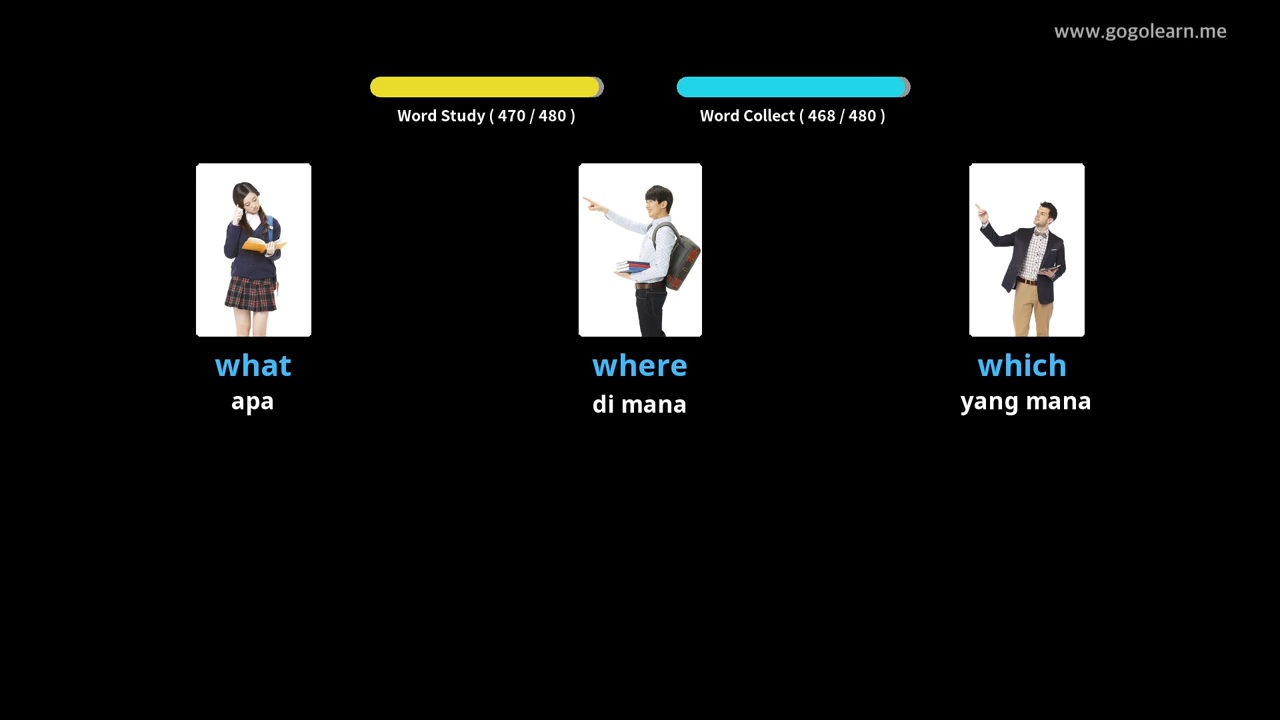 www.gogolearn.me
Word Study ( 470 / 480 )
Word Collect ( 468 / 480 )
what
apa
where
di mana
which
yang mana